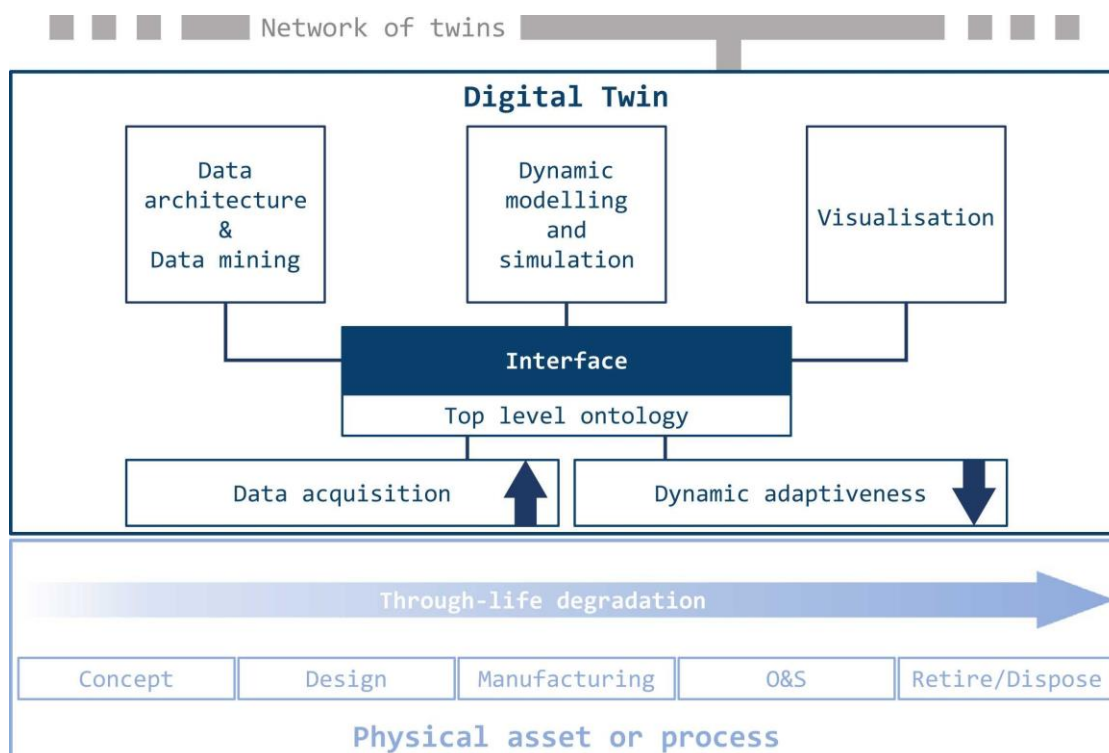 Network of twins
Digital Twin
Data
architecture
&
Data mining
Dynamic
modelling
and
simulation
Visualisation
Interface
Top level ontology
Data acquisition
Dynamic adaptiveness
Through-life degradation
Concept
Design
Manufacturing
O&S
Retire/Dispose
Physical asset or process